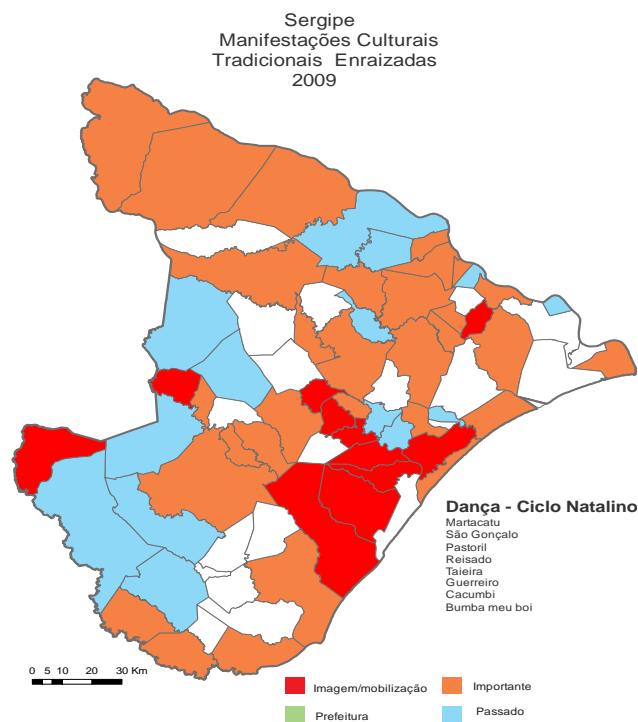 Sergipe
Manifestações Culturais
Tradicionais Enraizadas
2009
Dança - Ciclo Natalino
Martacatu
São Gonçalo
Pastoril
Reisado
Taieira
Guerreiro
Cacumbi
Bumba meu boi
0 5 10 20 30 Km
Imagem/mobilização
Importante
Prefeitura
Passado